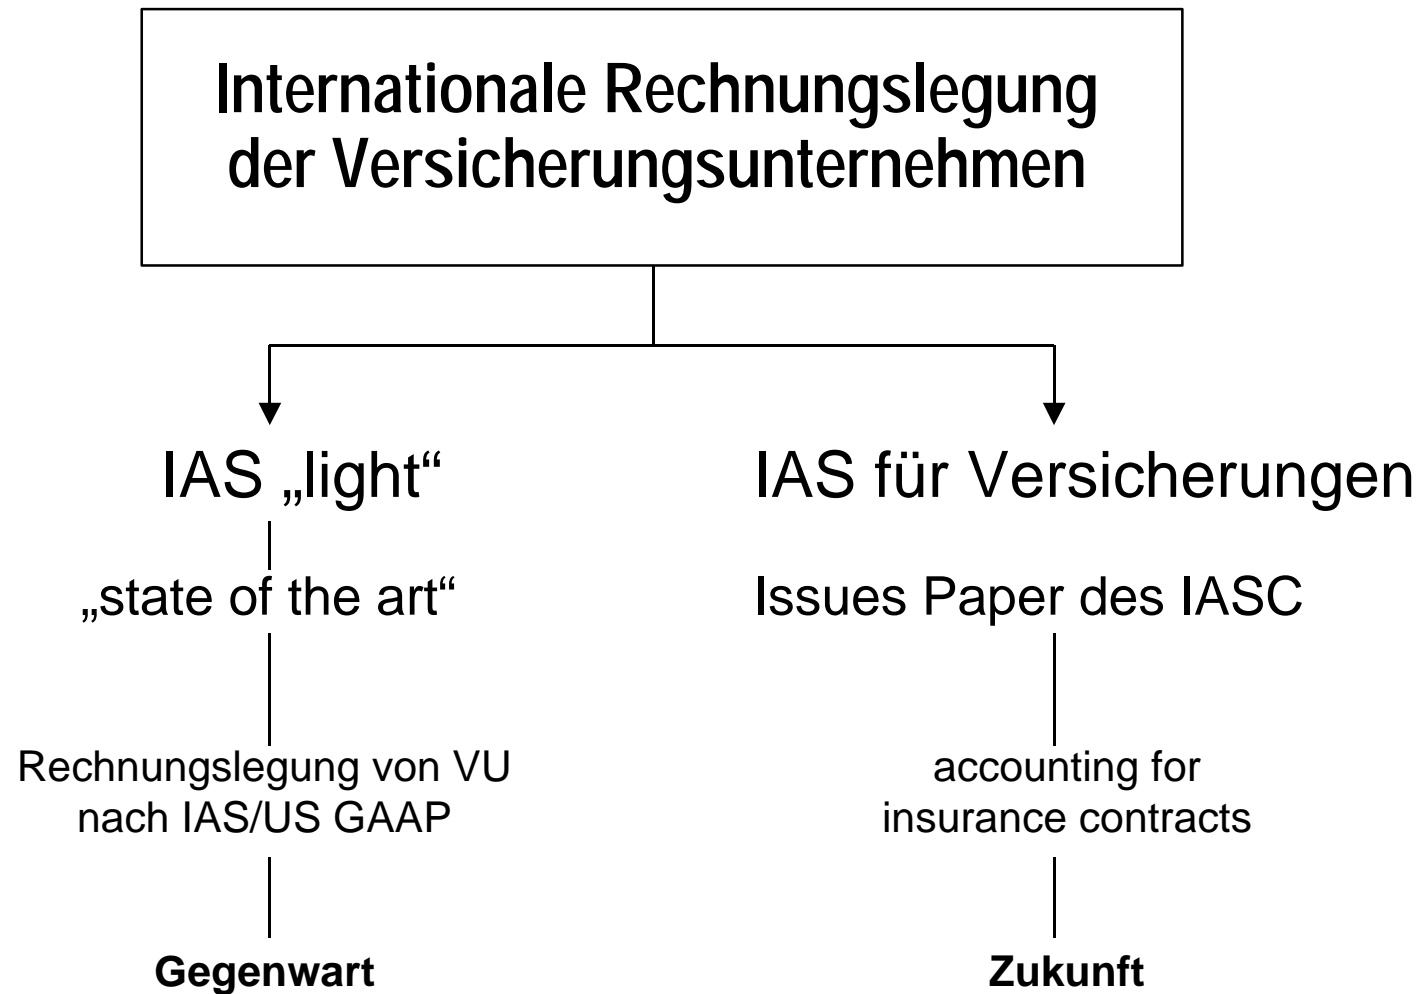 Internationale Rechnungslegung
der Versicherungsunternehmen
IAS „light“
IAS für Versicherungen
„state of the art“
Issues Paper des IASC
Rechnungslegung von VU
nach IAS/US GAAP
accounting for
insurance contracts
Gegenwart
Zukunft